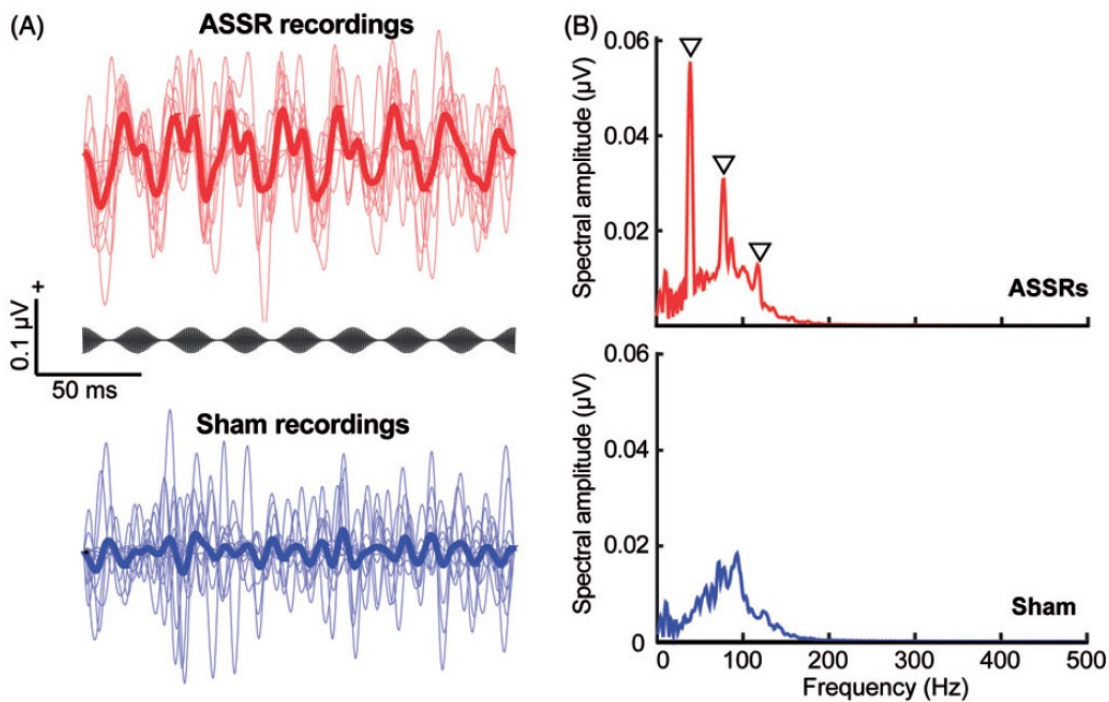 (A)
ASSR recordings
+
0.1 µV
50 ms
Sham recordings
(B)
Spectral amplitude (µV)
0.06
0.04
0.02
0
ASSRs
Spectral amplitude (µV)
0.06
0.04
0.02
0
Sham
0 100 200 300 400 500
Frequency (Hz)